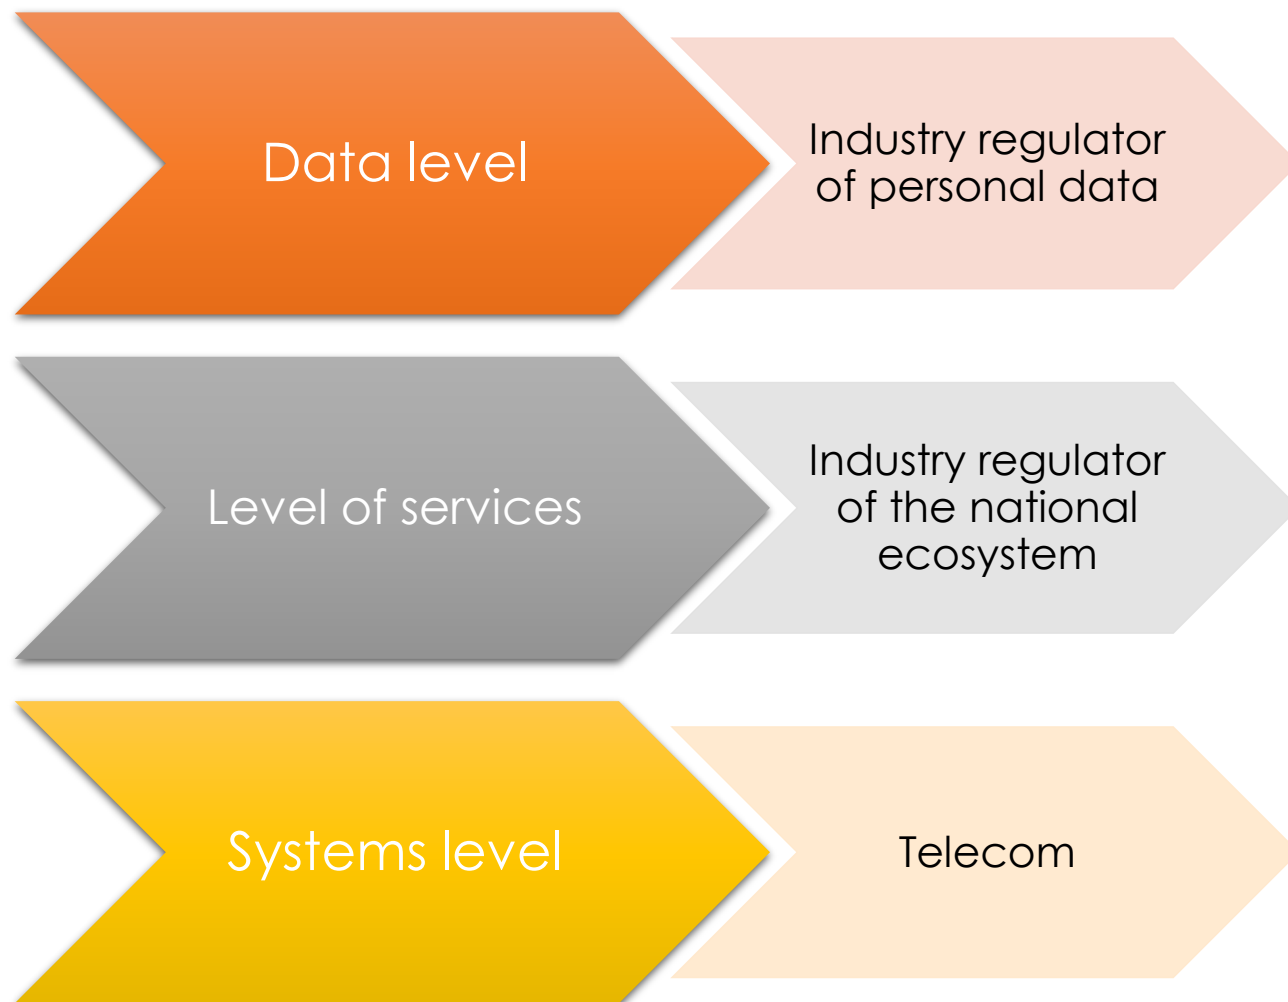 Data level
Industry regulator
of personal data
Level of services
Industry regulator
of the national
ecosystem
Systems level
Telecom